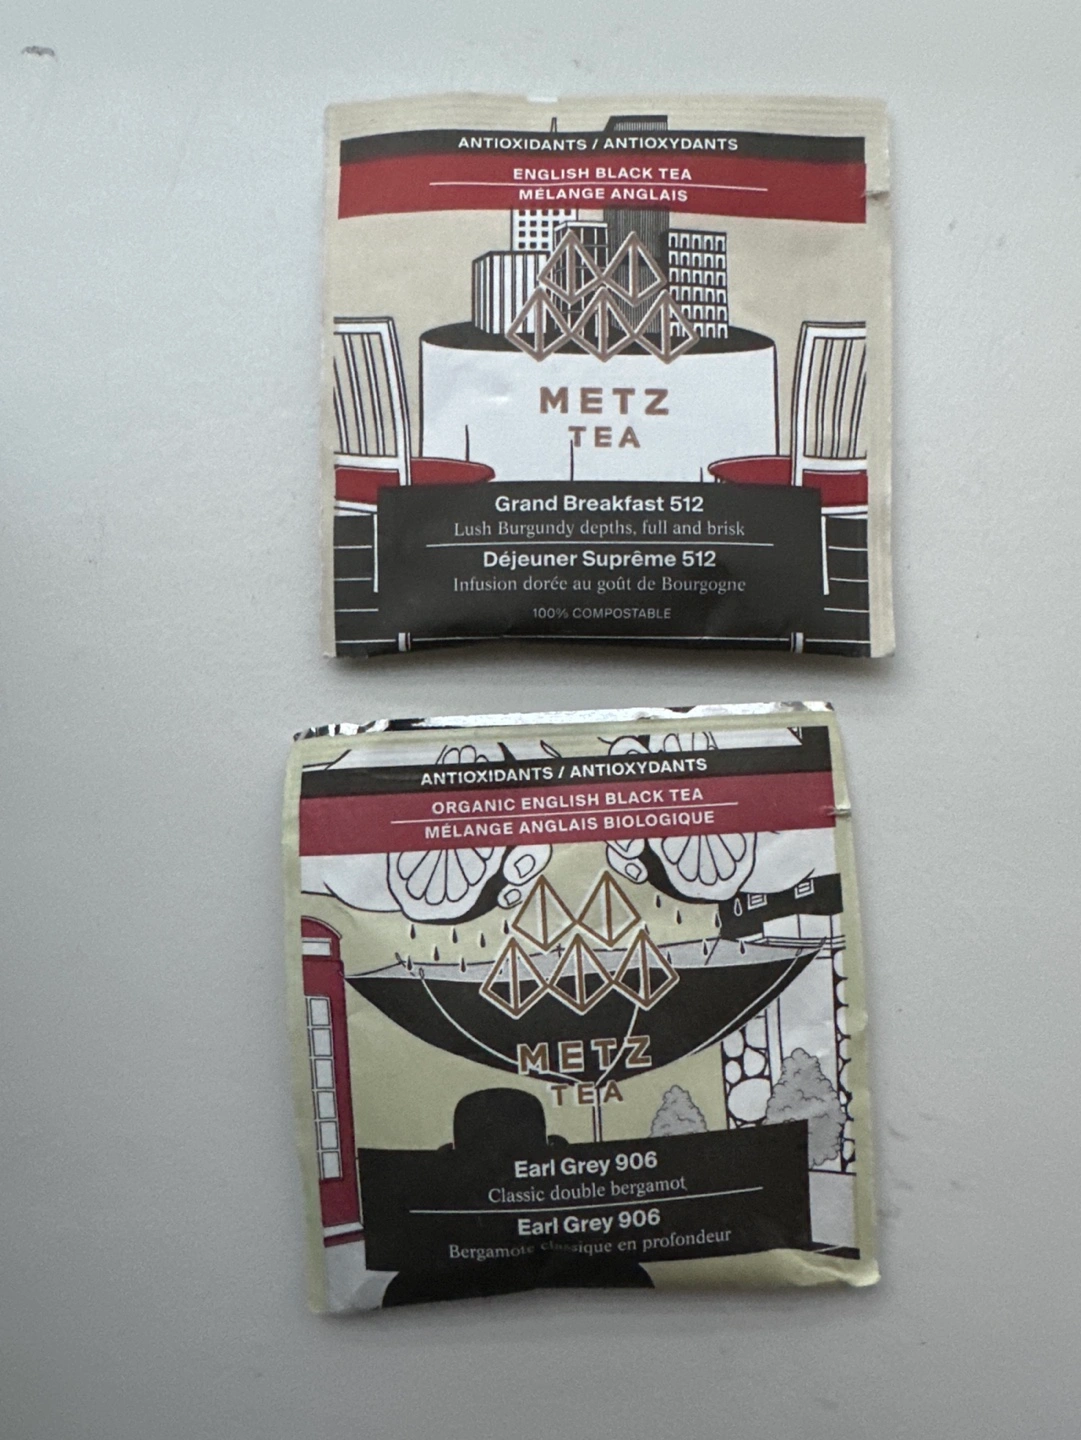 ANTIOXIDANTS / ANTIOXYDANTS
ENGLISH BLACK TEA
MÉLANGE ANGLAIS
METZ
TEA
Grand Breakfast 512
Lush Burgundy depths, full and brisk
Déjeuner Suprême 512
Infusion dorée au goût de Bourgogne
100% COMPOSTABLE
ANTIOXIDANTS / ANTIOXYDANTS
ORGANIC ENGLISH BLACK TEA
MÉLANGE ANGLAIS BIOLOGIQUE
METZ
TEA
Earl Grey 906
Classic double bergamot
Earl Grey 906
Bergamote classique en profondeur